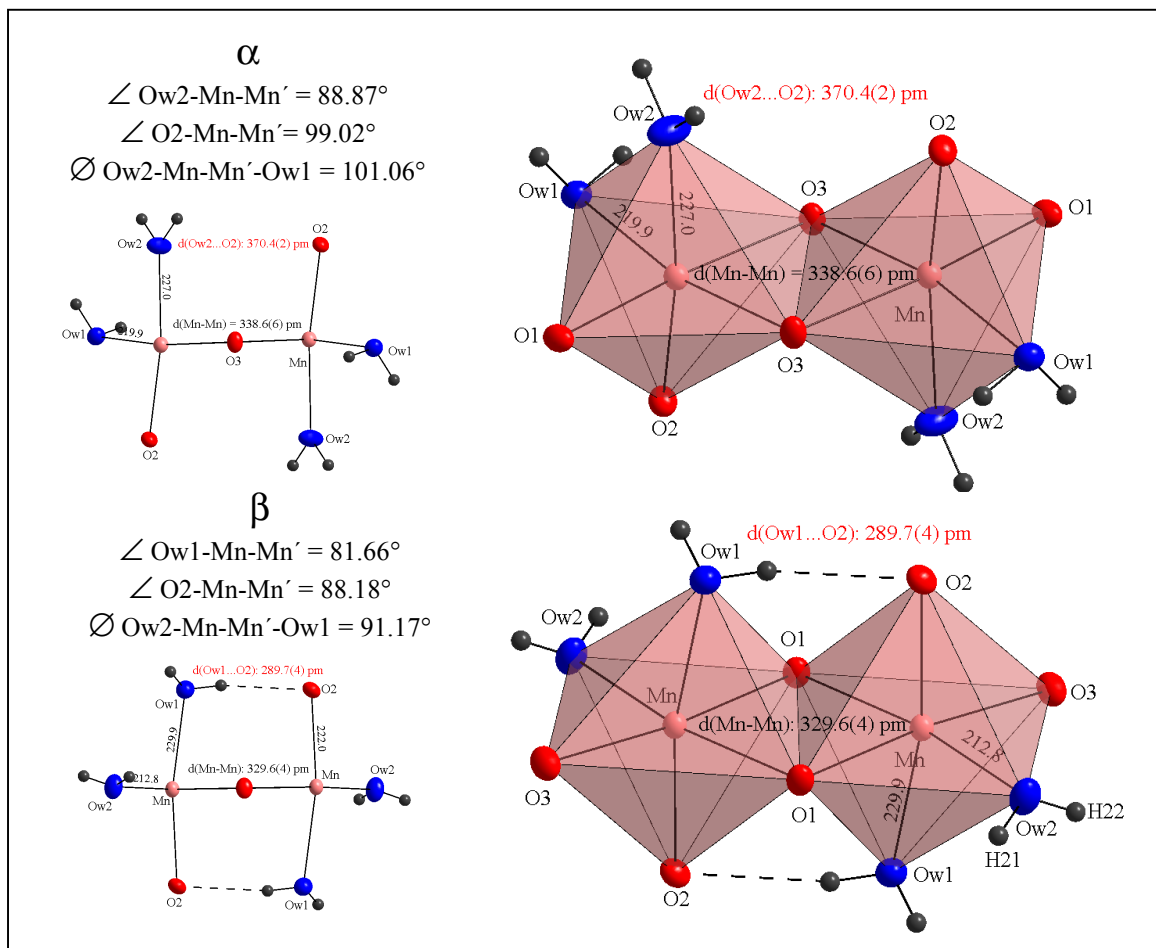 α
∠ Ow2-Mn-Mn´ = 88.87°
∠ O2-Mn-Mn´= 99.02°
∅ Ow2-Mn-Mn´-Ow1 = 101.06°
Ow2
d(Ow2...O2): 370.4(2) pm
O2
227.0
Ow1
219.9
d(Mn-Mn) = 338.6(6) pm
O3
Mn
Ow1
O2
Ow2
d(Ow2...O2): 370.4(2) pm
Ow2
O2
Ow1
O3
O1
219.9
227.0
d(Mn-Mn) = 338.6(6) pm
Mn
O1
O3
Ow1
O2
Ow2
β
∠ Ow1-Mn-Mn´ = 81.66°
∠ O2-Mn-Mn´ = 88.18°
∅ Ow2-Mn-Mn´-Ow1 = 91.17°
d(Ow1...O2): 289.7(4) pm
Ow1
O2
229.9
222.0
212.8
d(Mn-Mn): 329.6(4) pm
Mn
Ow2
Ow2
Mn
O2
Ow1
d(Ow1...O2): 289.7(4) pm
Ow1
O2
Ow2
O1
O3
Mn
d(Mn-Mn): 329.6(4) pm
212.8
Mn
O3
O1
229.9
Ow2
H22
H21
O2
Ow1